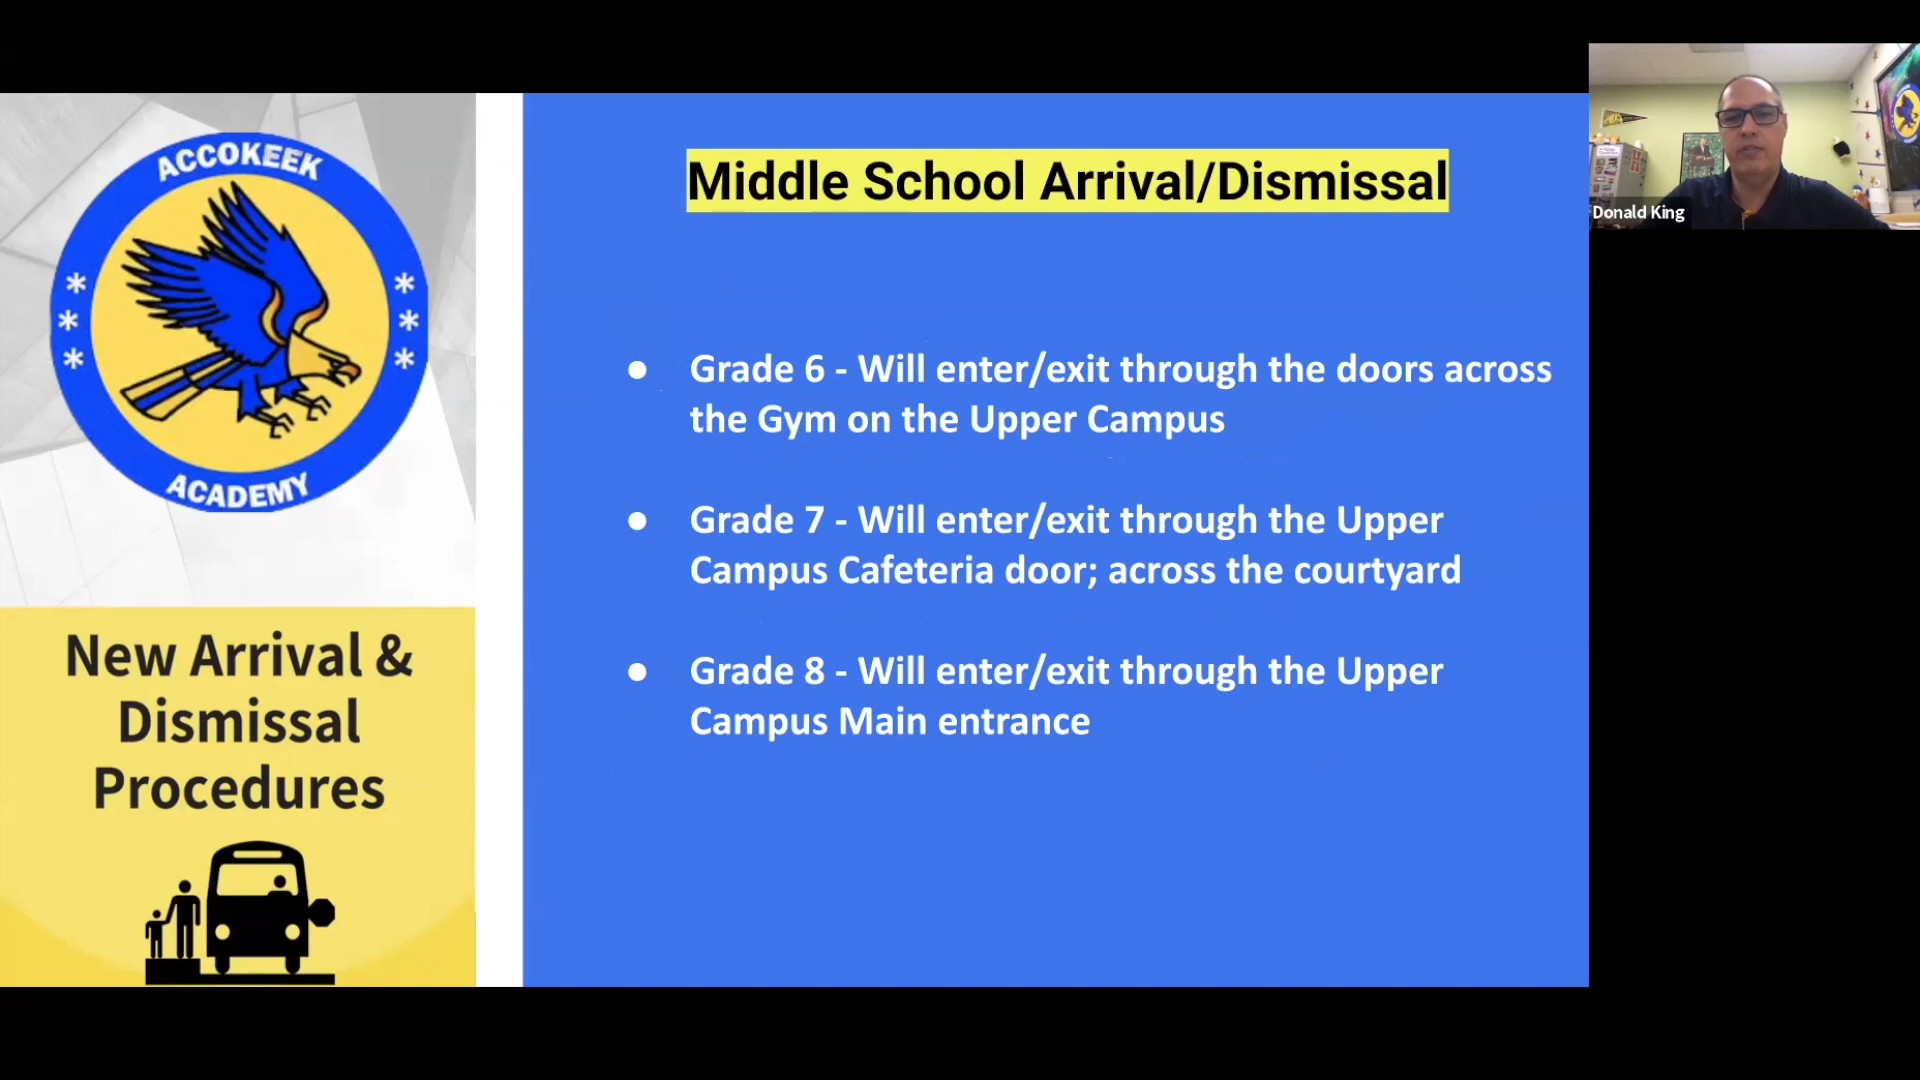 ACCOKEEK
ACADEMY
New Arrival &
Dismissal
Procedures
Middle School Arrival/Dismissal
● Grade 6 - Will enter/exit through the doors across
the Gym on the Upper Campus
● Grade 7 - Will enter/exit through the Upper
Campus Cafeteria door; across the courtyard
● Grade 8 - Will enter/exit through the Upper
Campus Main entrance
Donald King